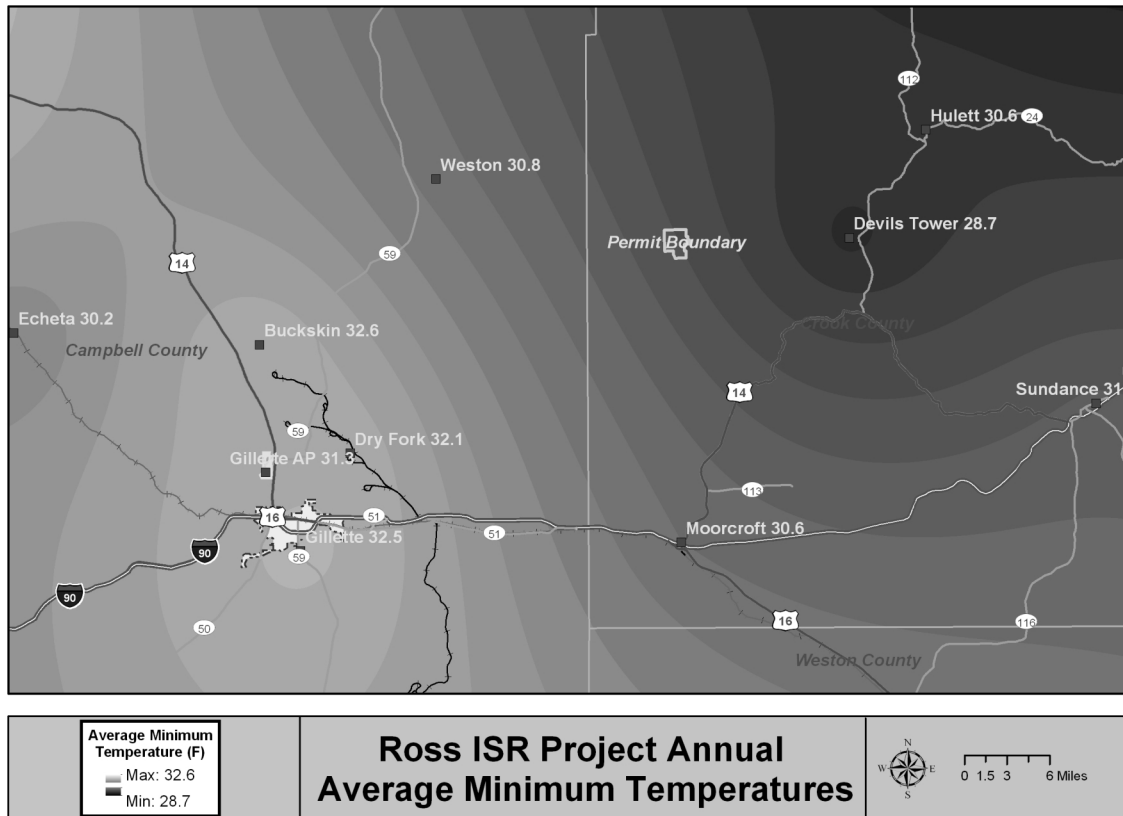 112
Hulett 30.6
24
Weston 30.8
Devils Tower 28.7
Permit Boundary
59
14
Echeta 30.2
Buckskin 32.6
Crook County
Campbell County
14
Sundance 31
59
Dry Fork 32.1
Gillette AP 31.3
113
16
51
51
Moorcroft 30.6
Gillette 32.5
90
59
90
50
16
116
Weston County
Average Minimum
Temperature (F)
Max: 32.6
Min: 28.7
Ross ISR Project Annual
Average Minimum Temperatures
N
W
E
S
0 1.5 3 6 Miles